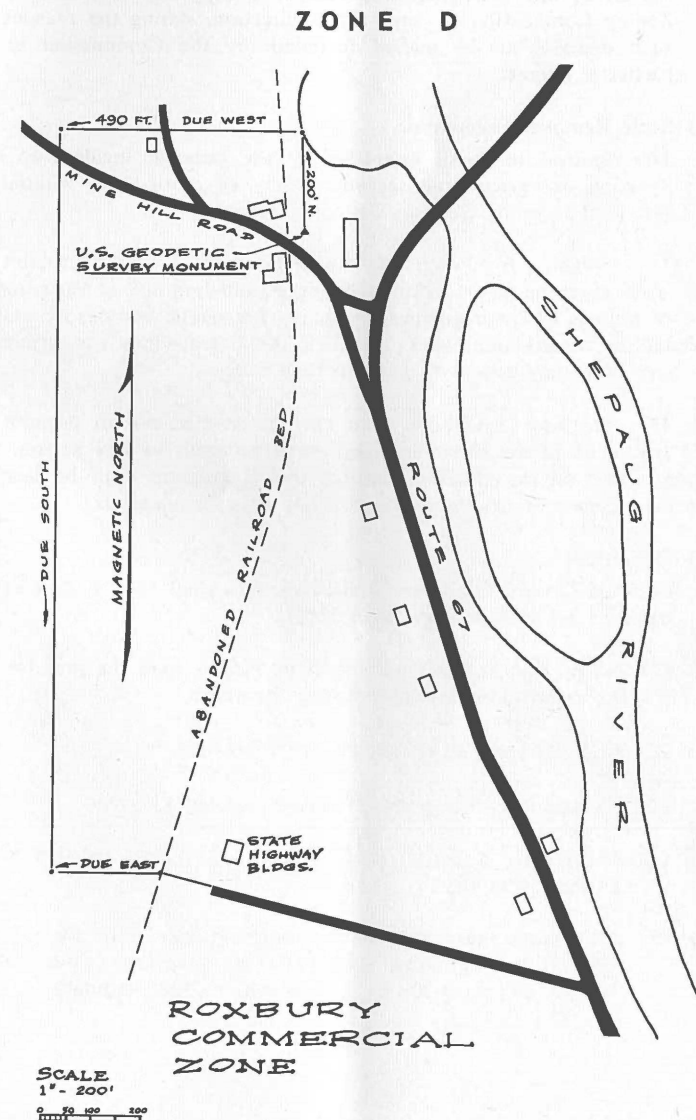 ZONE D
490 FT. DUE WEST
200' N.
MINE HILL ROAD
U.S. GEODETIC
SURVEY MONUMENT
SHEPAUG RIVER
MAGNETIC NORTH
DUE SOUTH
ABANDONED RAILROAD BED
ROUTE 67
STATE
HIGHWAY
BLDGS.
DUE EAST
ROXBURY
COMMERCIAL
ZONE
SCALE
1" - 200'
0 50 100 200